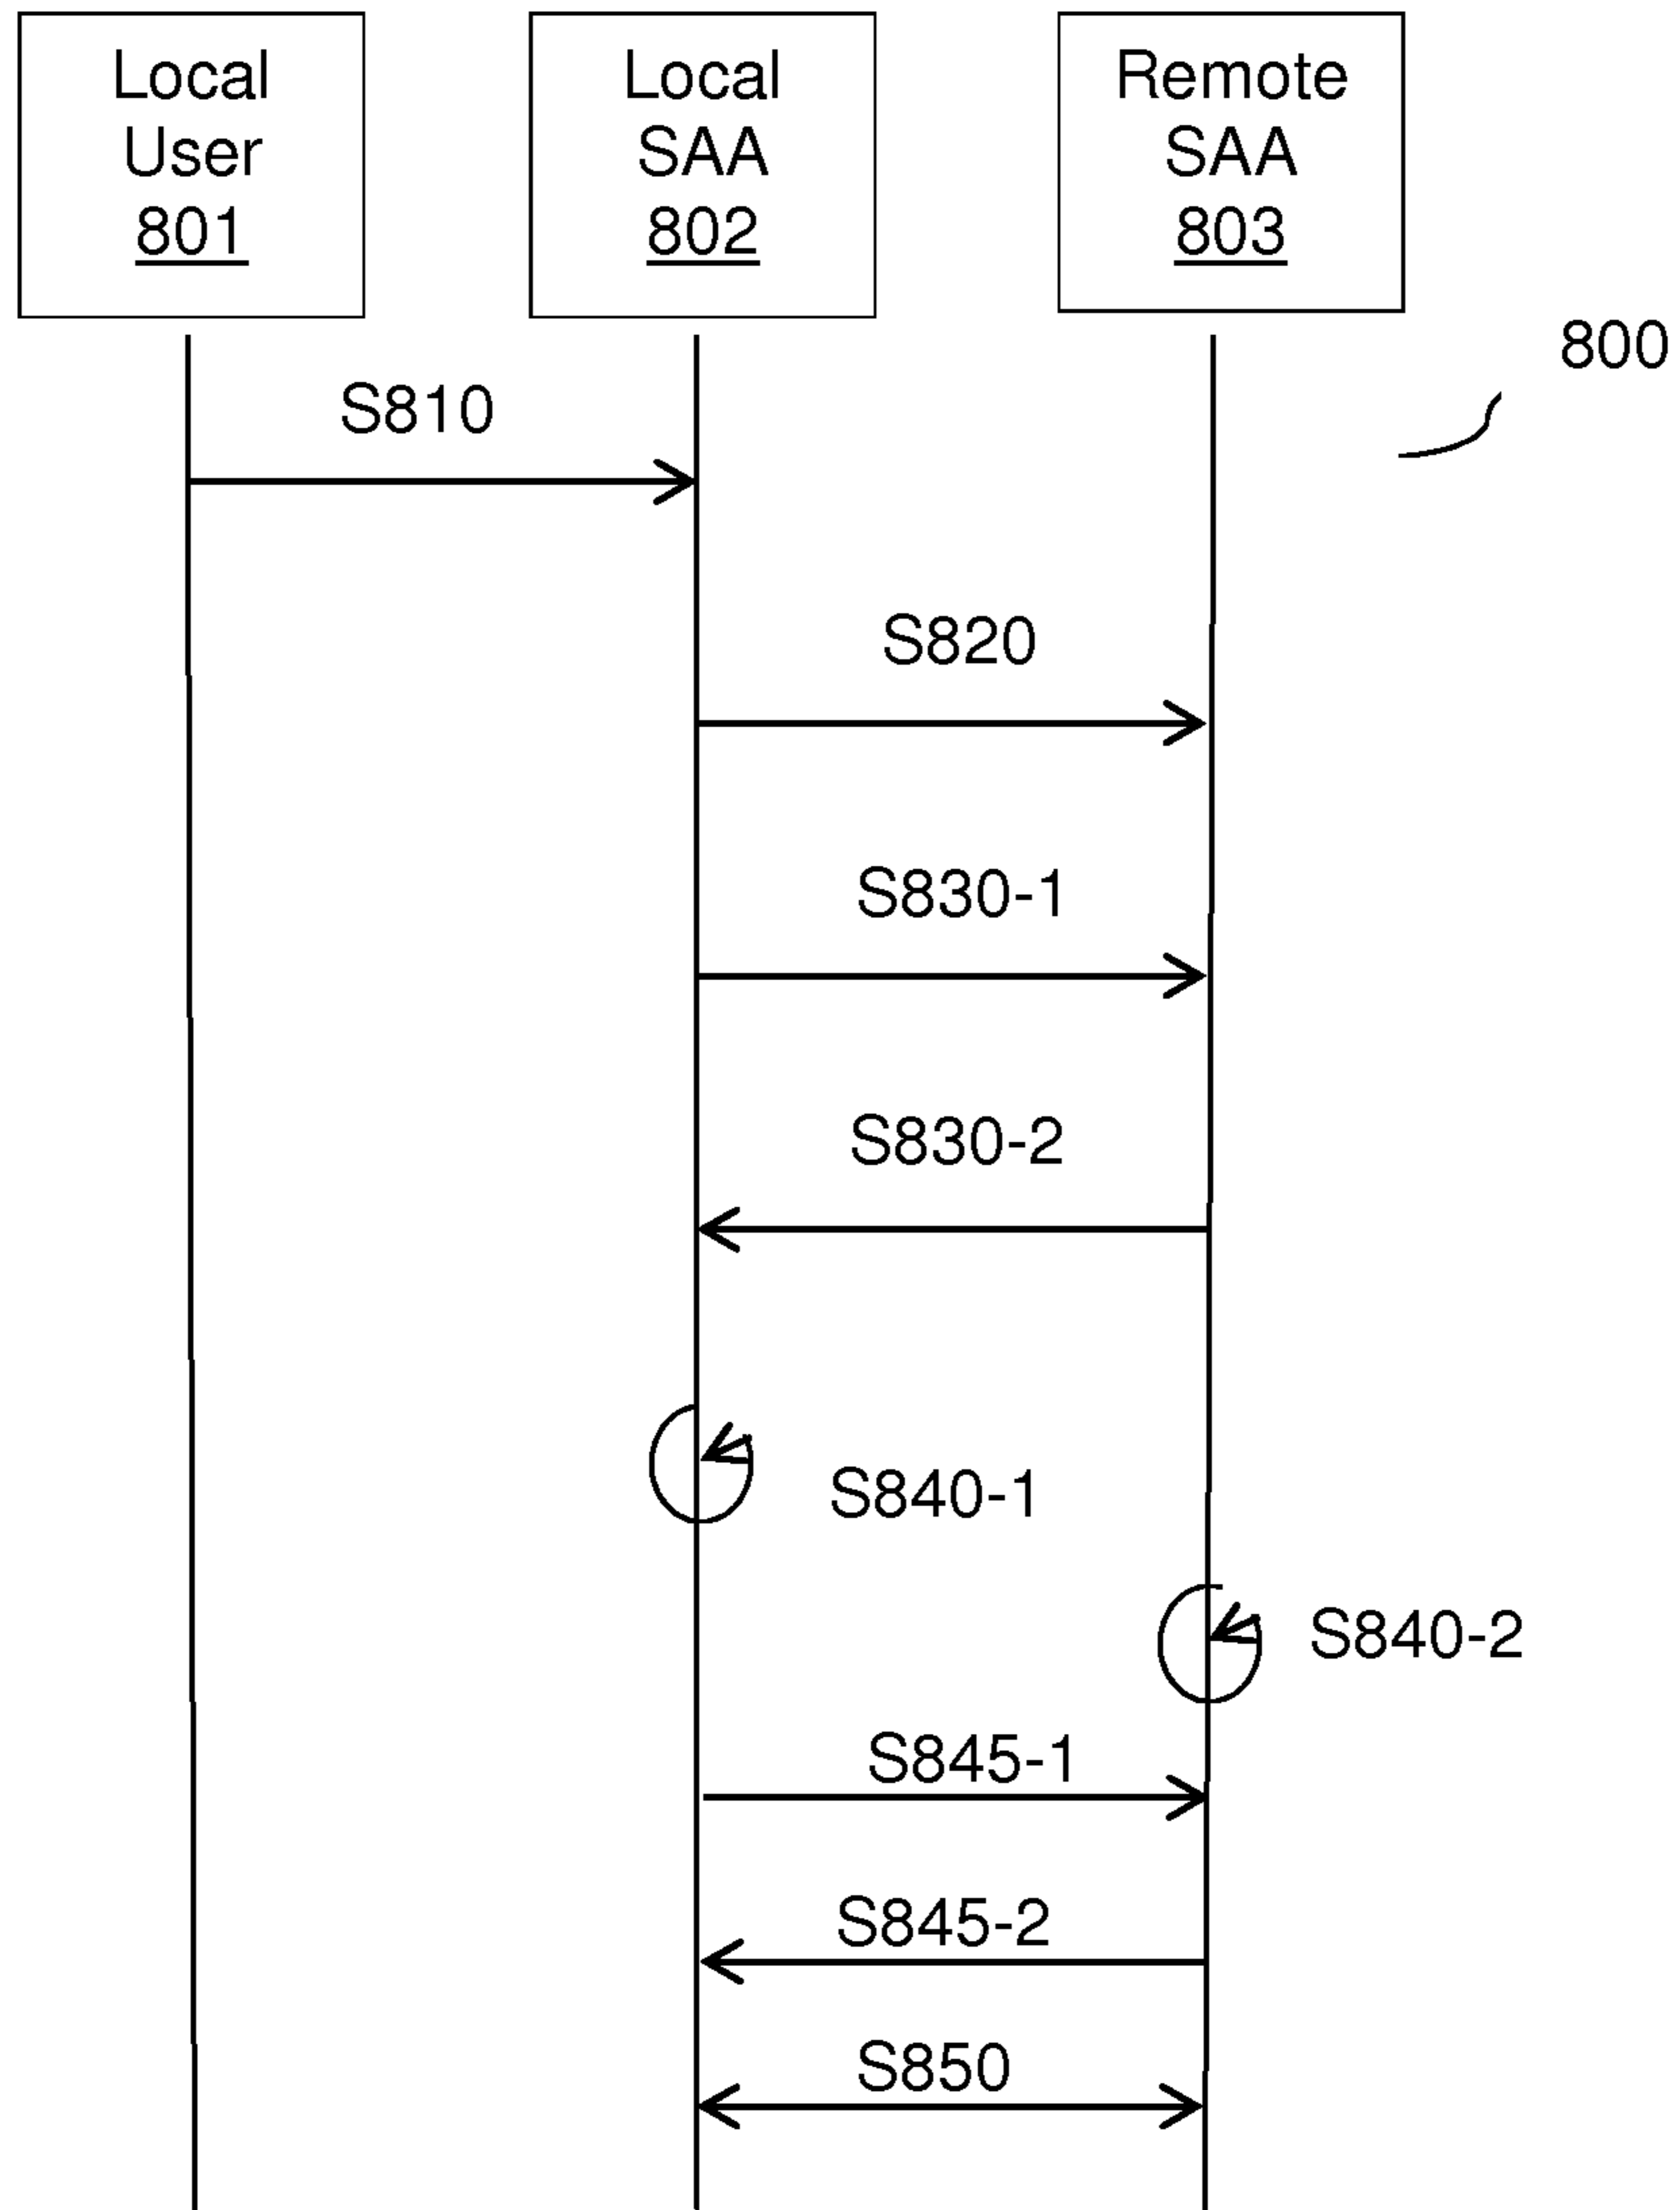 Local
User
801
Local
SAA
802
Remote
SAA
803
800
S810
S820
S830-1
S830-2
S840-1
S840-2
S845-1
S845-2
S850